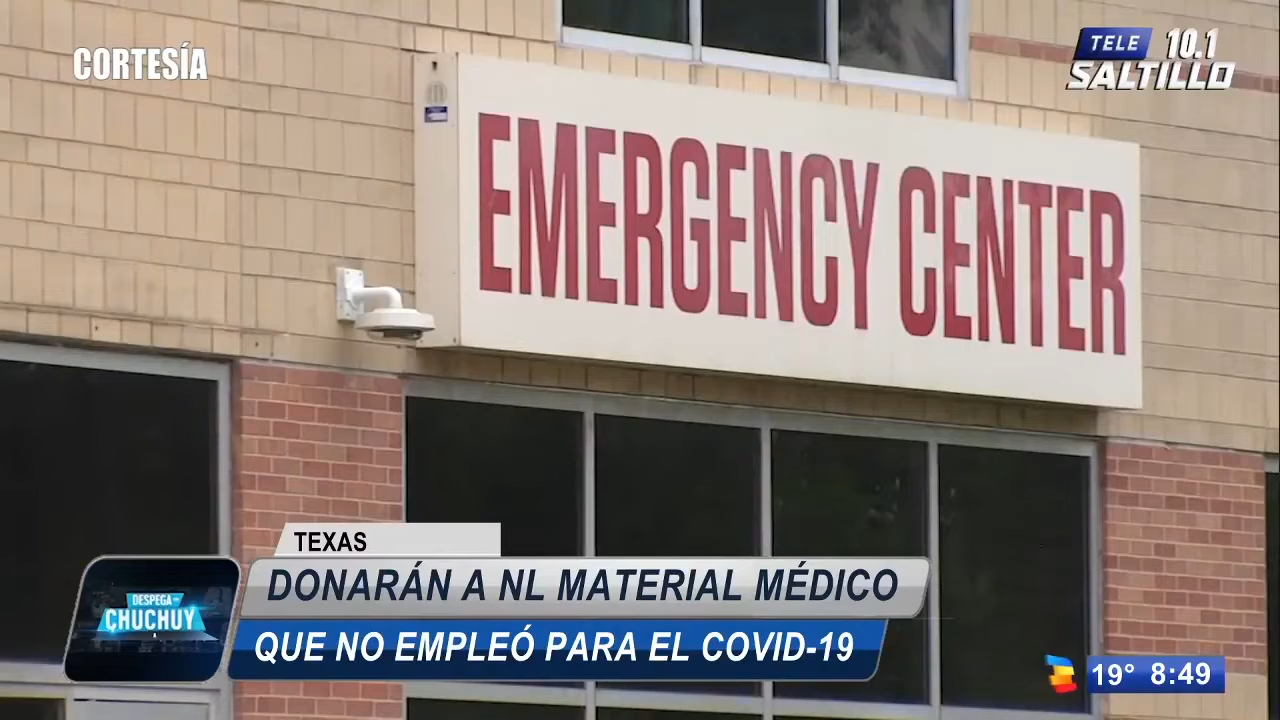 CORTESÍA
TELE 10.1
SALTILLO
EMERGENCY CENTER
TEXAS
DONARÁN A NL MATERIAL MÉDICO
QUE NO EMPLEÓ PARA EL COVID-19
DESPEGA
CHUCHUY
19° 8:49